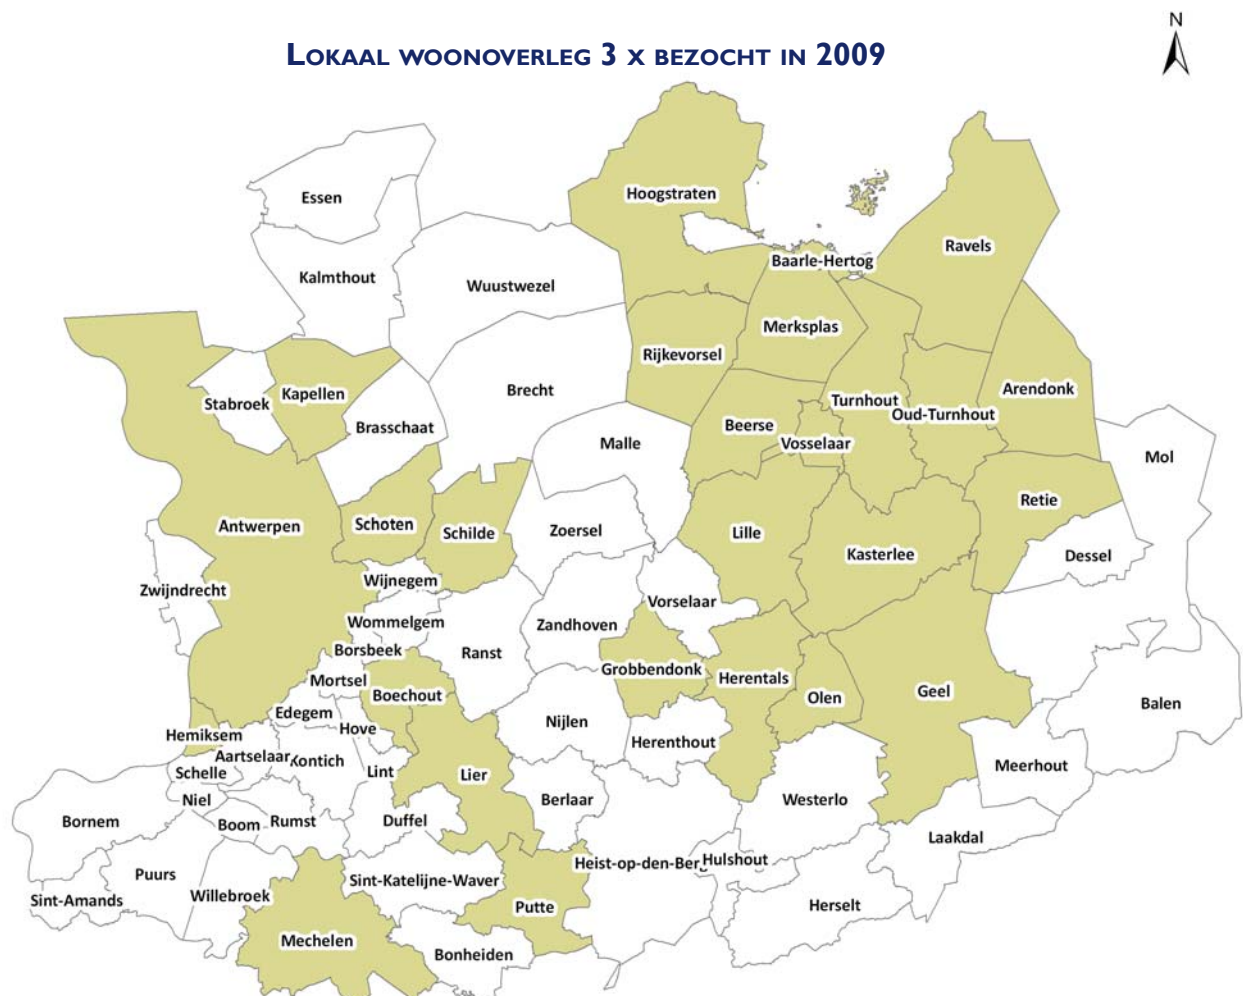 N
Lokaal woonoverleg 3 x bezocht in 2009
Essen
Hoogstraten
Ravels
Baarle-Hertog
Kalmthout
Wuustwezel
Merksplas
Rijkevorsel
Kapellen
Stabroek
Brecht
Arendonk
Turnhout
Oud-Turnhout
Brasschaat
Beerse
Vosselaar
Malle
Mol
Retie
Antwerpen
Schoten
Schilde
Zoersel
Lille
Kasterlee
Dessel
Zwijndrecht
Wijnegem
Vorselaar
Wommelgem
Zandhoven
Borsbeek
Ranst
Grobbendonk
Herentals
Mortsel
Boechout
Olen
Geel
Balen
Edegem
Hove
Nijlen
Hemiksem
Herenthout
Aartselaar
Kontich
Schelle
Lint
Lier
Meerhout
Niel
Berlaar
Westerlo
Bornem
Boom
Rumst
Duffel
Laakdal
Heist-op-den-Berg
Hulshout
Puurs
Sint-Katelijne-Waver
Willebroek
Sint-Amands
Putte
Herselt
Mechelen
Bonheiden